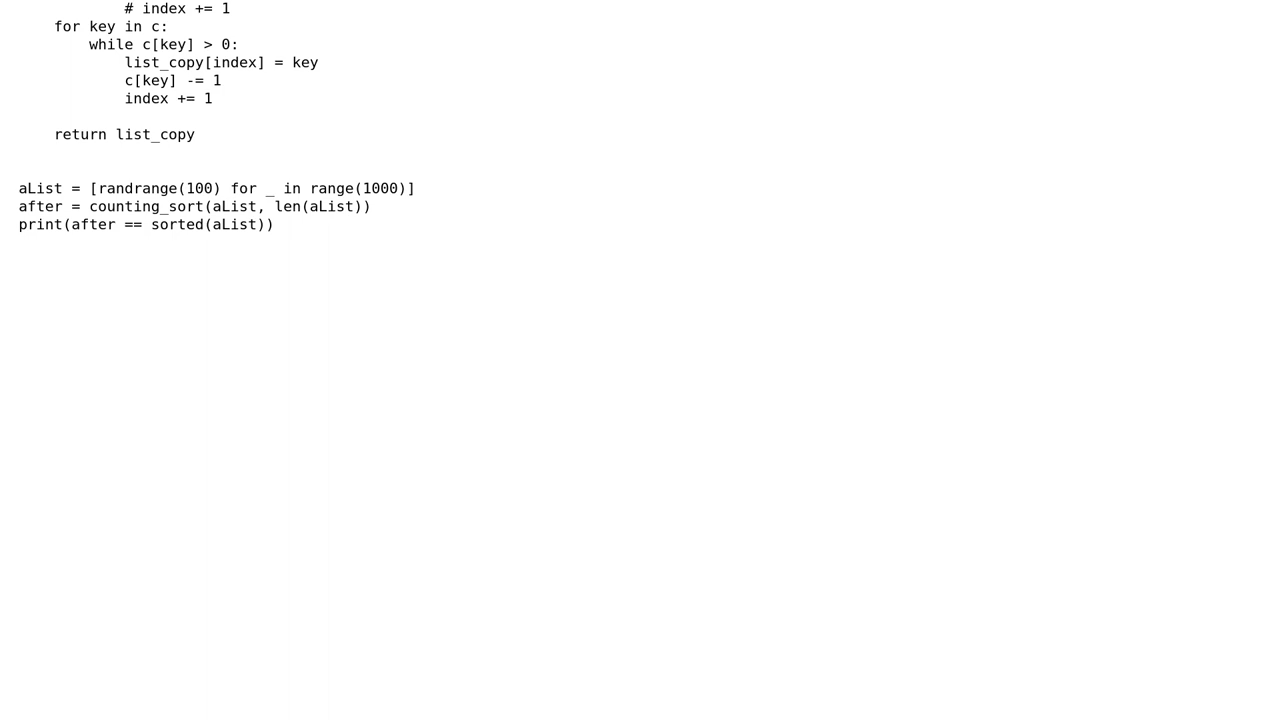 # index += 1
    for key in c:
        while c[key] > 0:
            list_copy[index] = key
            c[key] -= 1
            index += 1

    return list_copy


aList = [randrange(100) for _ in range(1000)]
after = counting_sort(aList, len(aList))
print(after == sorted(aList))